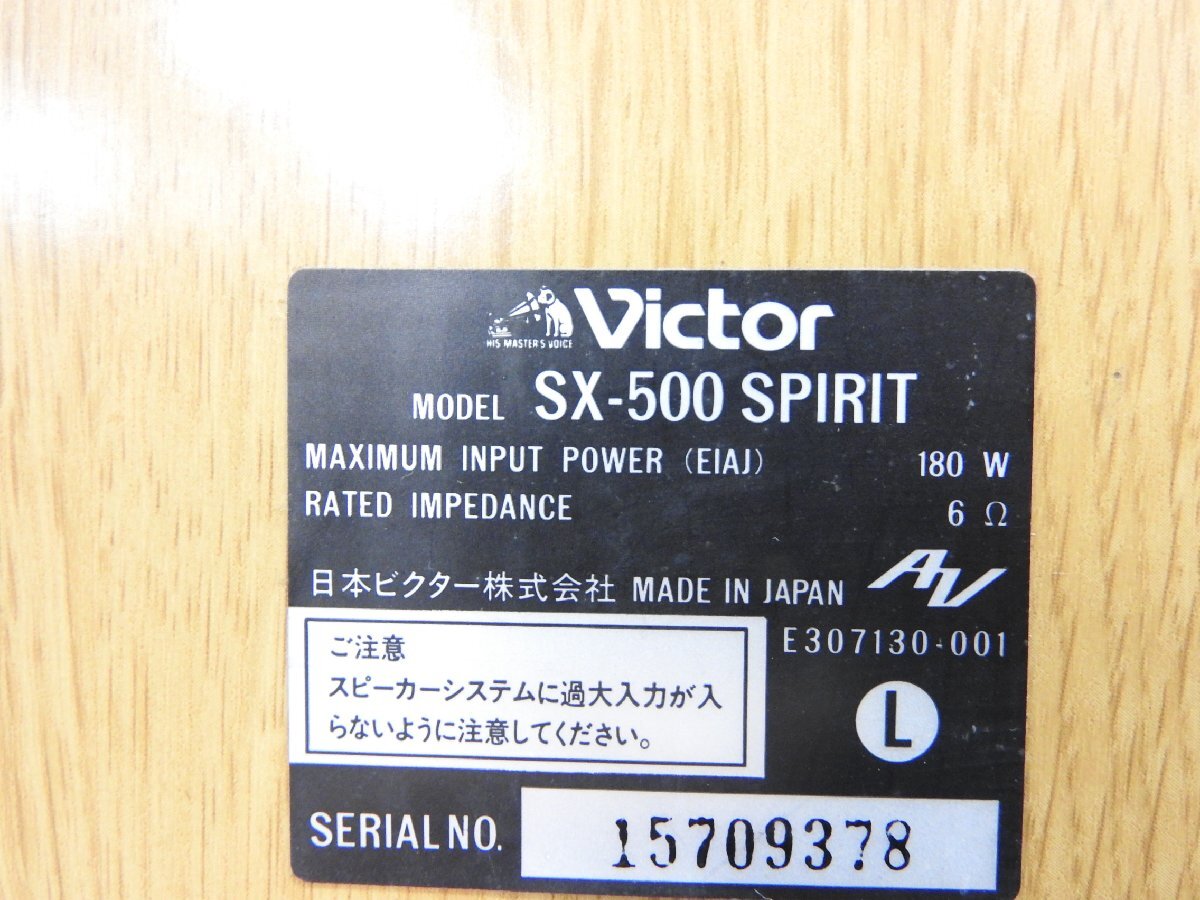 HIS MASTER'S VOICE
Victor
MODEL SX-500 SPIRIT
MAXIMUM INPUT POWER (EIAJ) 180 W
RATED IMPEDANCE 6 Ω
日本ビクター株式会社 MADE IN JAPAN AV
E307130-001
ご注意
スピーカーシステムに過大入力が入
らないように注意してください。
L
SERIAL NO. 15709378